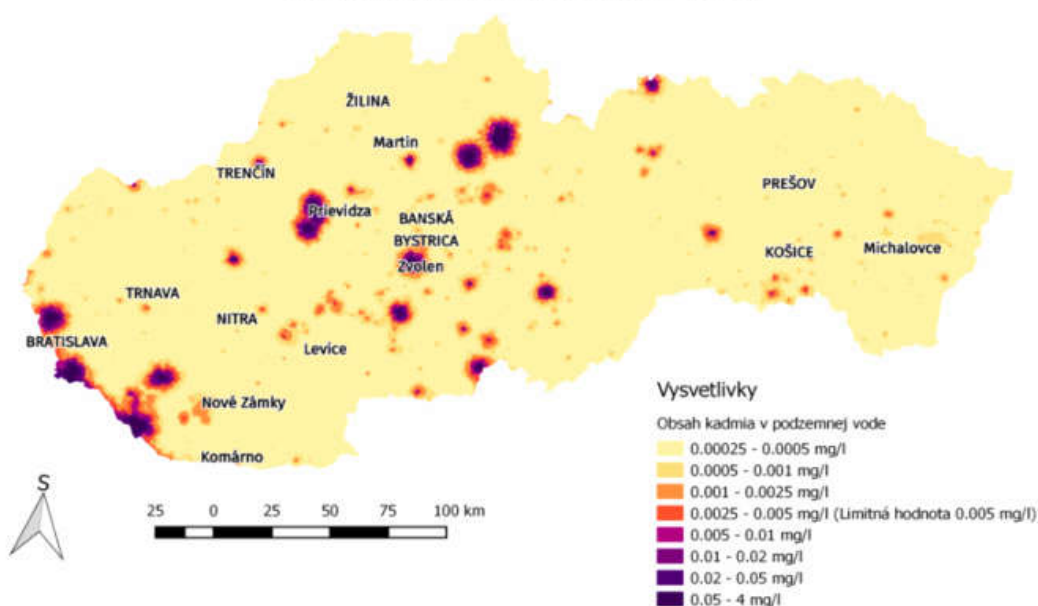 ŽILINA
Martin
TRENČÍN
PREŠOV
Prievidza
BANSKÁ
BYSTRICA
KOŠICE
Michalovce
Zvolen
TRNAVA
NITRA
BRATISLAVA
Levice
Nové Zámky
Komárno
S
25 0 25 50 75 100 km
Vysvetlivky
Obsah kadmia v podzemnej vode
0.00025 - 0.0005 mg/l
0.0005 - 0.001 mg/l
0.001 - 0.0025 mg/l
0.0025 - 0.005 mg/l (Limitná hodnota 0.005 mg/l)
0.005 - 0.01 mg/l
0.01 - 0.02 mg/l
0.02 - 0.05 mg/l
0.05 - 4 mg/l